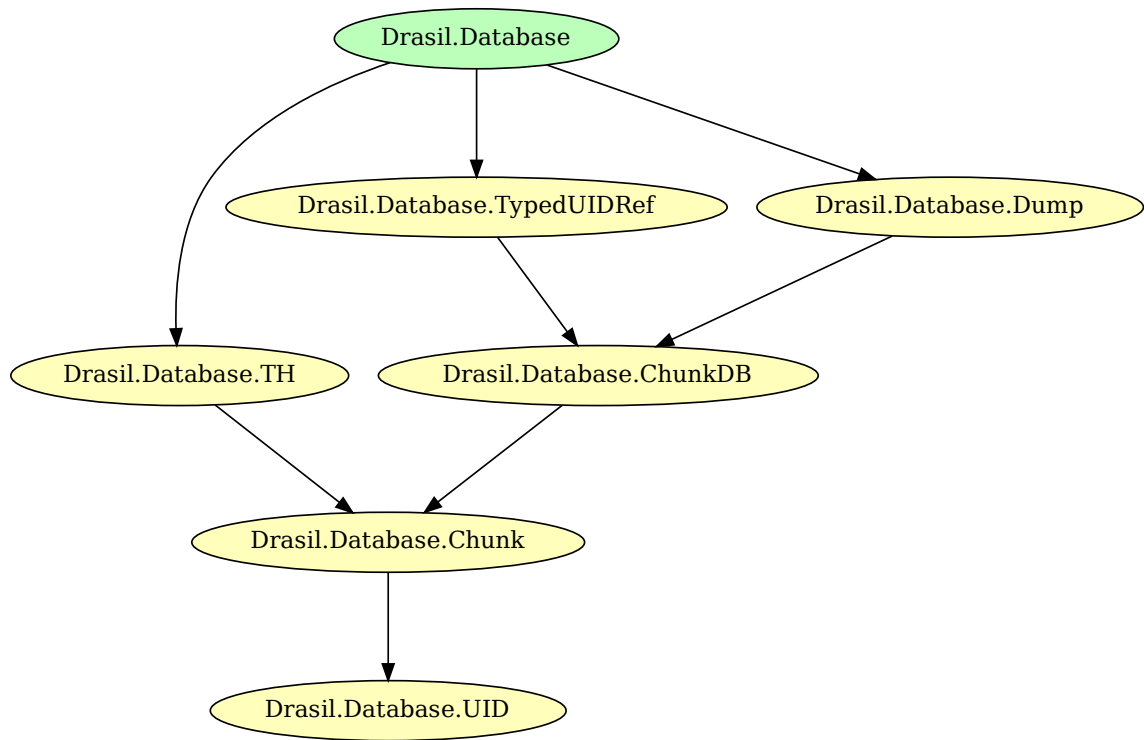 Drasil.Database
Drasil.Database.TypedUIDRef
Drasil.Database.Dump
Drasil.Database.TH
Drasil.Database.ChunkDB
Drasil.Database.Chunk
Drasil.Database.UID